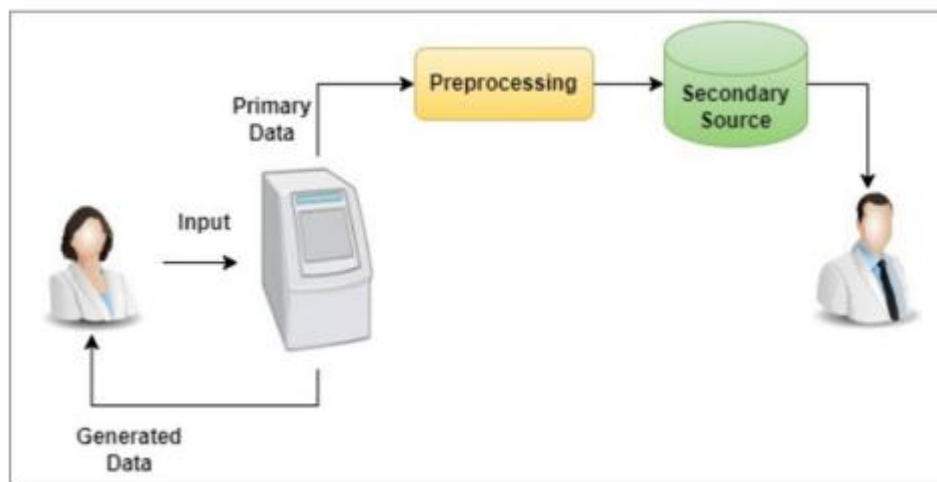 Preprocessing
Secondary
Source
Primary
Data
Input
Generated
Data